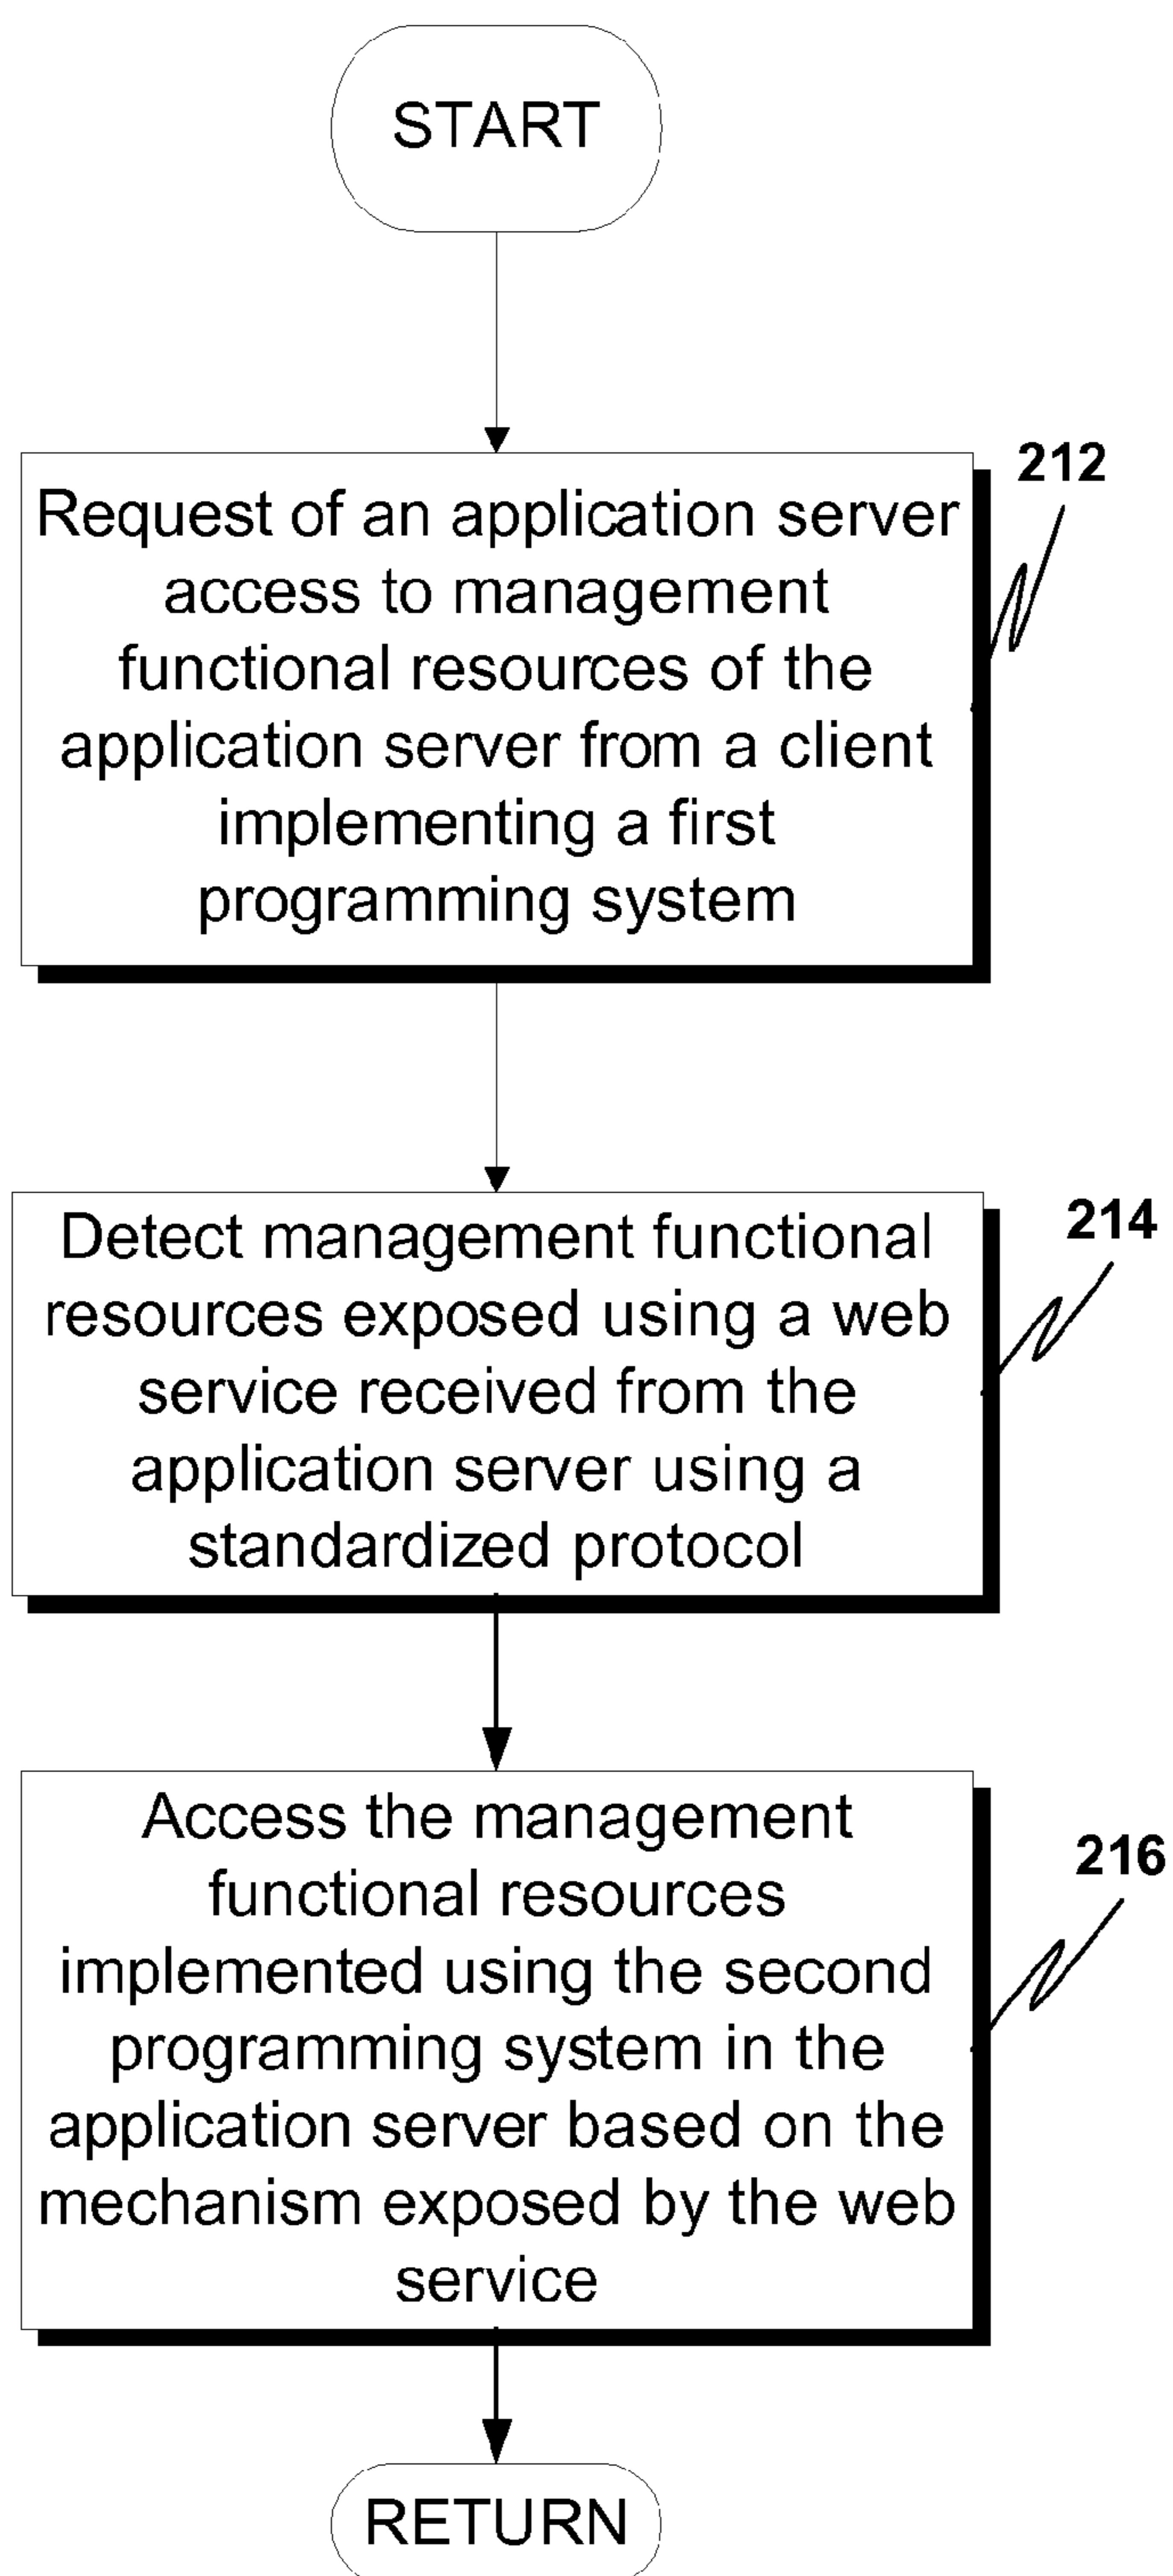 START
212
Request of an application server
access to management
functional resources of the
application server from a client
implementing a first
programming system
214
Detect management functional
resources exposed using a web
service received from the
application server using a
standardized protocol
216
Access the management
functional resources
implemented using the second
programming system in the
application server based on the
mechanism exposed by the web
service
RETURN